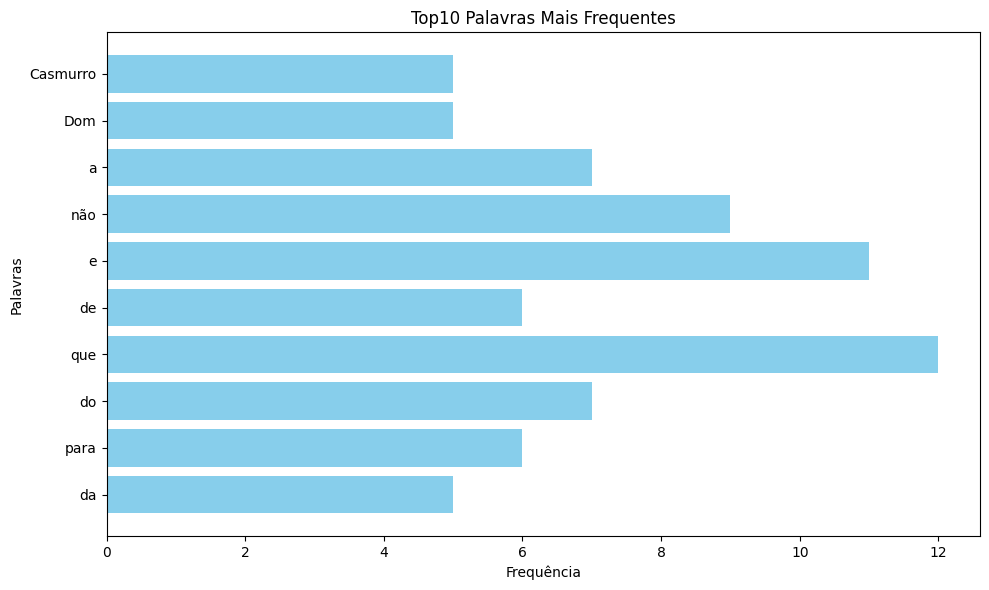 Top10 Palavras Mais Frequentes
Palavras
Casmurro
Dom
a
não
e
de
que
do
para
da
0 2 4 6 8 10 12
Frequência